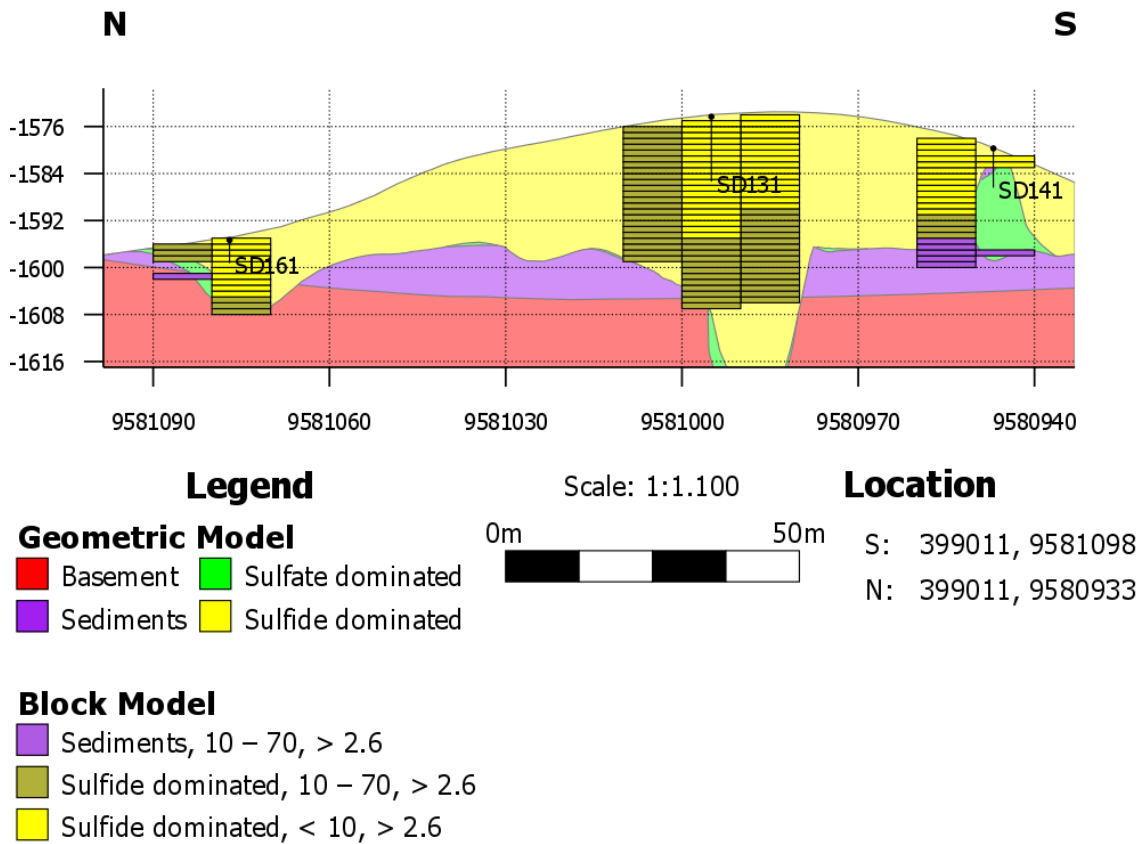 N S
-1576
-1584
-1592
-1600
-1608
-1616
SD131
SD141
SD161
9581090 9581060 9581030 9581000 9580970 9580940
Legend Scale: 1:1.100 Location
Geometric Model 0m 50m
S: 399011, 9581098
Basement Sulfate dominated
N: 399011, 9580933
Sediments Sulfide dominated
Block Model
Sediments, 10 – 70, > 2.6
Sulfide dominated, 10 – 70, > 2.6
Sulfide dominated, < 10, > 2.6